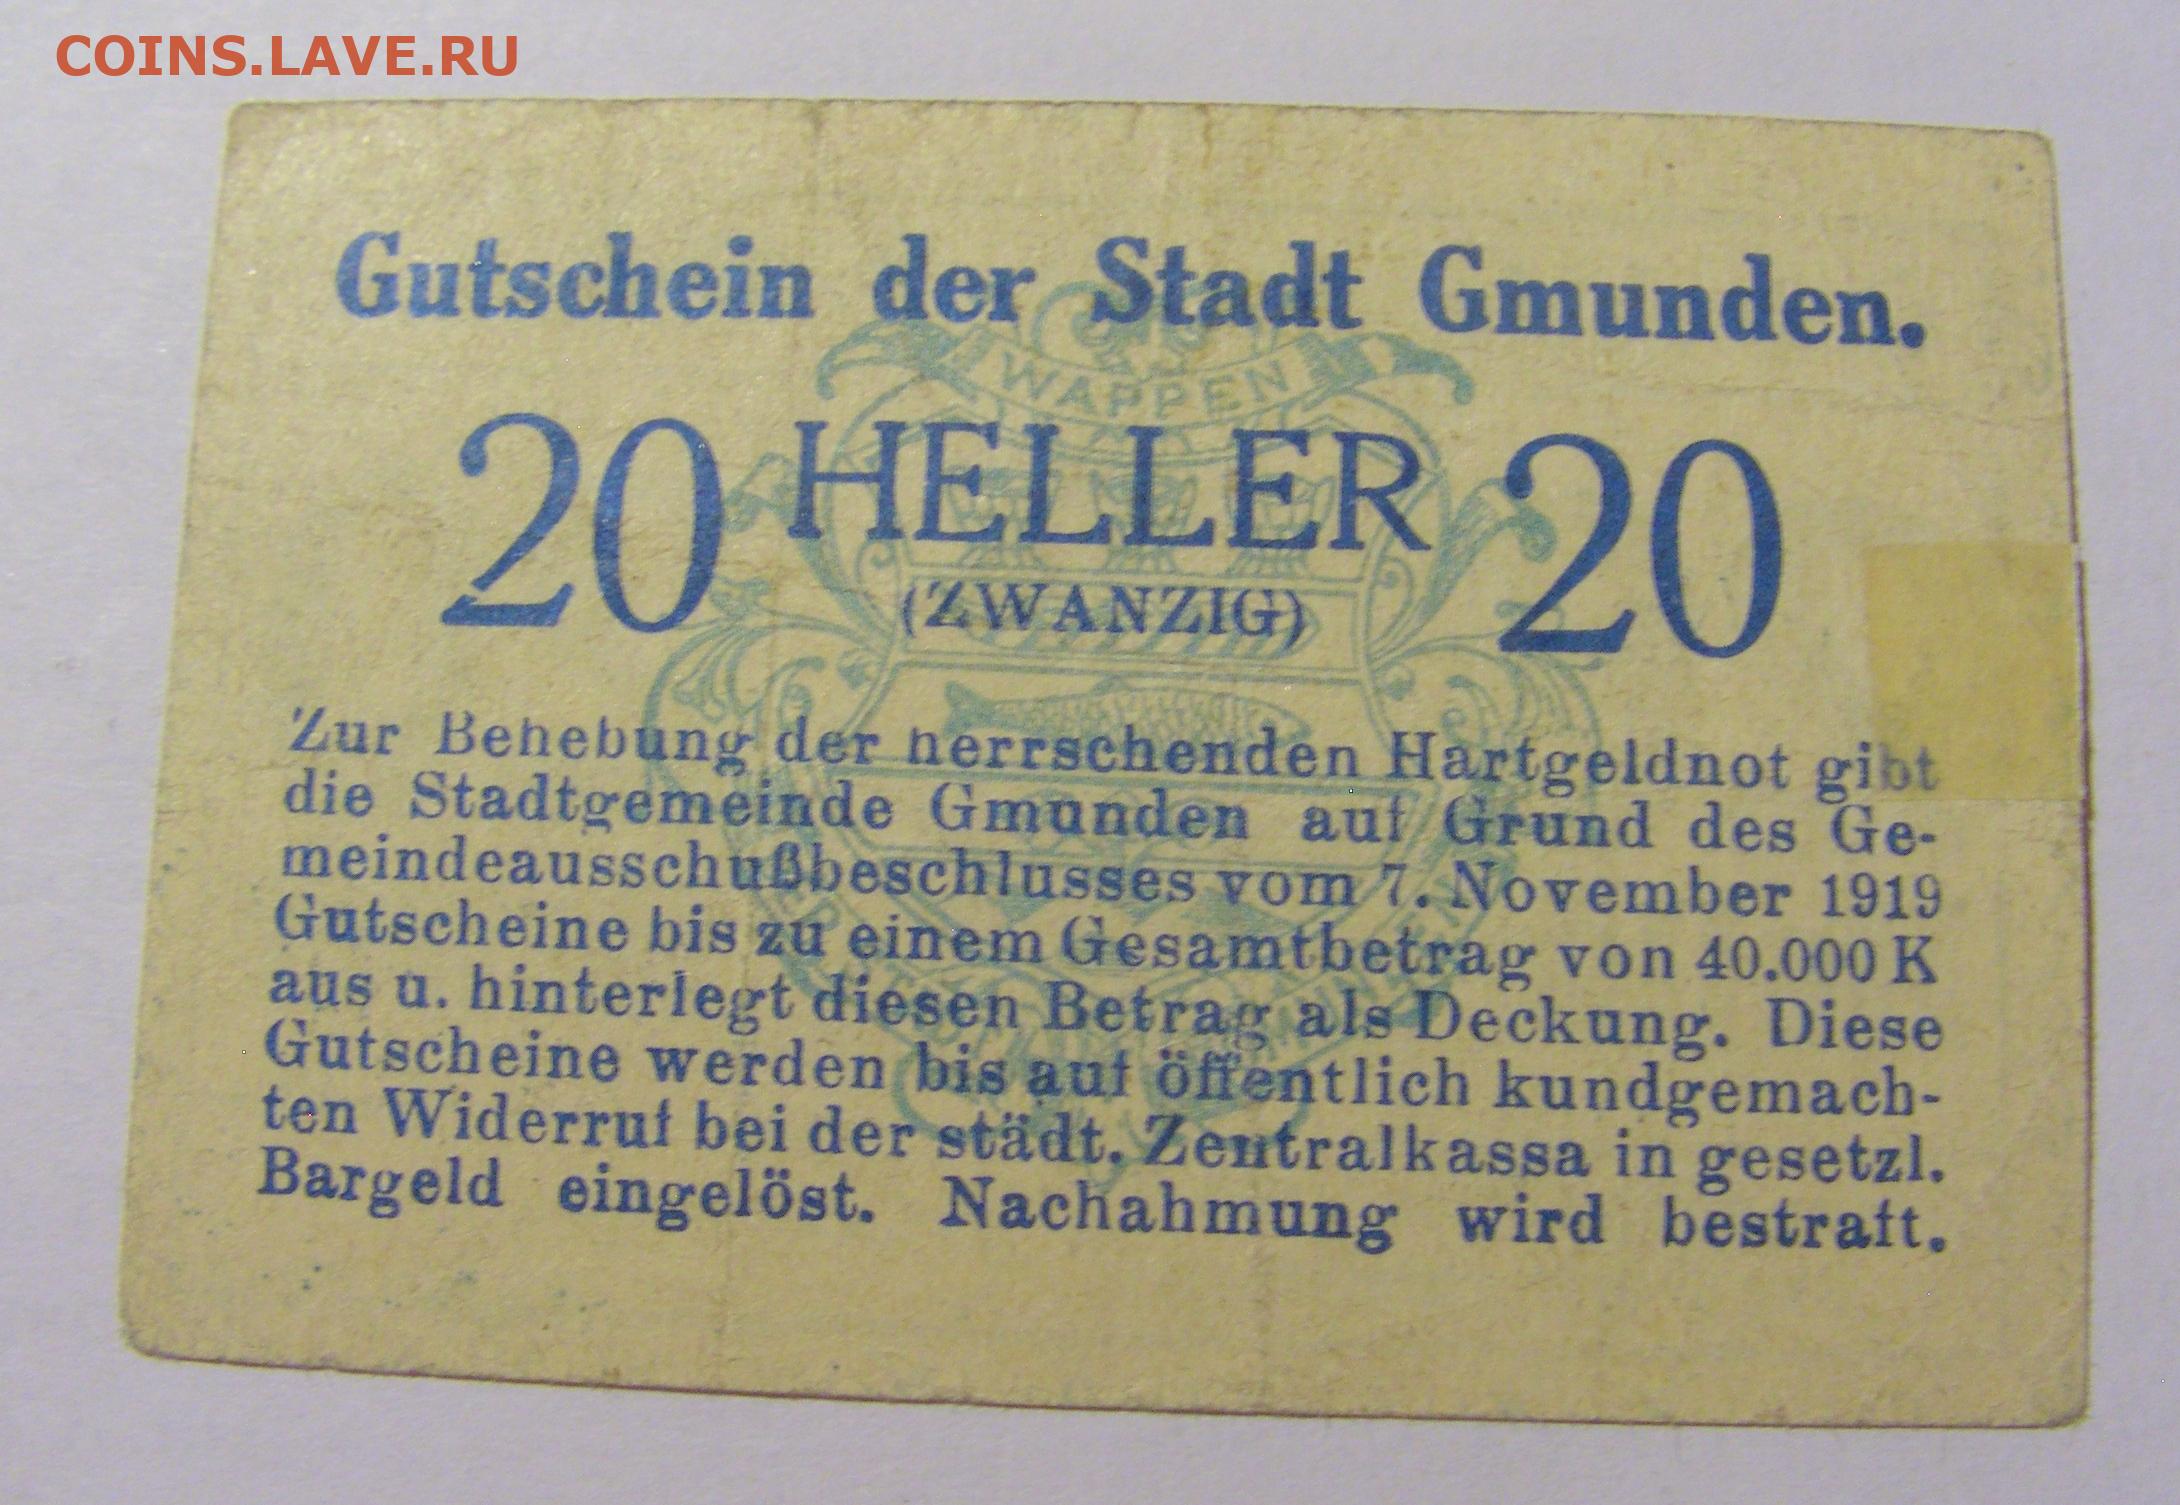 COINS.LAVE.RU
Gutschein der Stadt Gmunden.
WAPPEN
20 HELLER 20
(ZWANZIG)
Zur Behebung der herrschenden Hartgeldnot gibt
die Stadtgemeinde Gmunden auf Grund des Ge-
meindeausschußbeschlusses vom 7. November 1919
Gutscheine bis zu einem Gesamtbetrag von 40.000 K
aus u. hinterlegt diesen Betrag als Deckung. Diese
Gutscheine werden bis auf öffentlich kundgemach-
ten Widerruf bei der städt. Zentralkassa in gesetzl.
Bargeld eingelöst. Nachahmung wird bestraft.